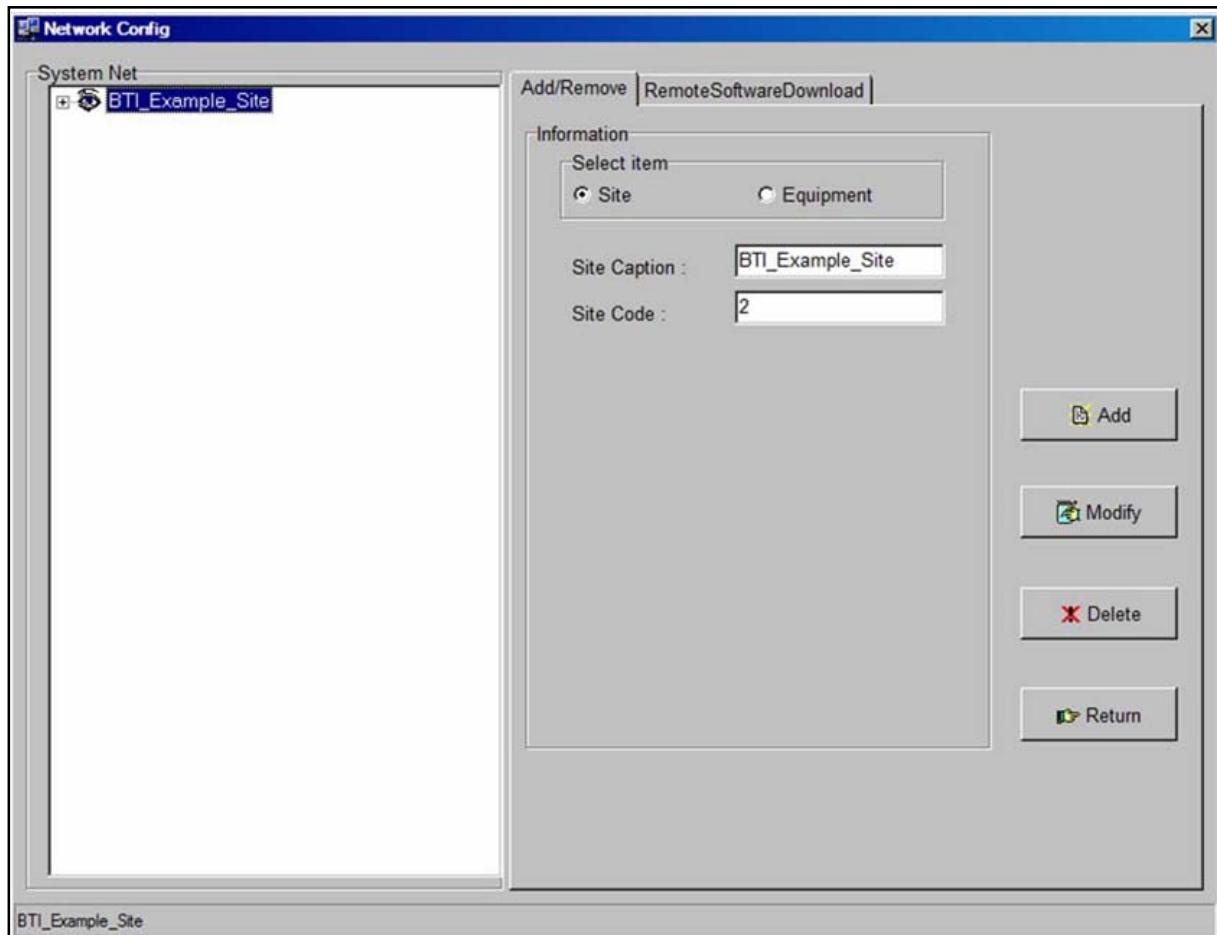 Network Config
System Net
BTI_Example_Site
Add/Remove
RemoteSoftwareDownload
Information
Select item
Site
Equipment
Site Caption :
BTI_Example_Site
Site Code :
2
Add
Modify
Delete
Return
BTI_Example_Site